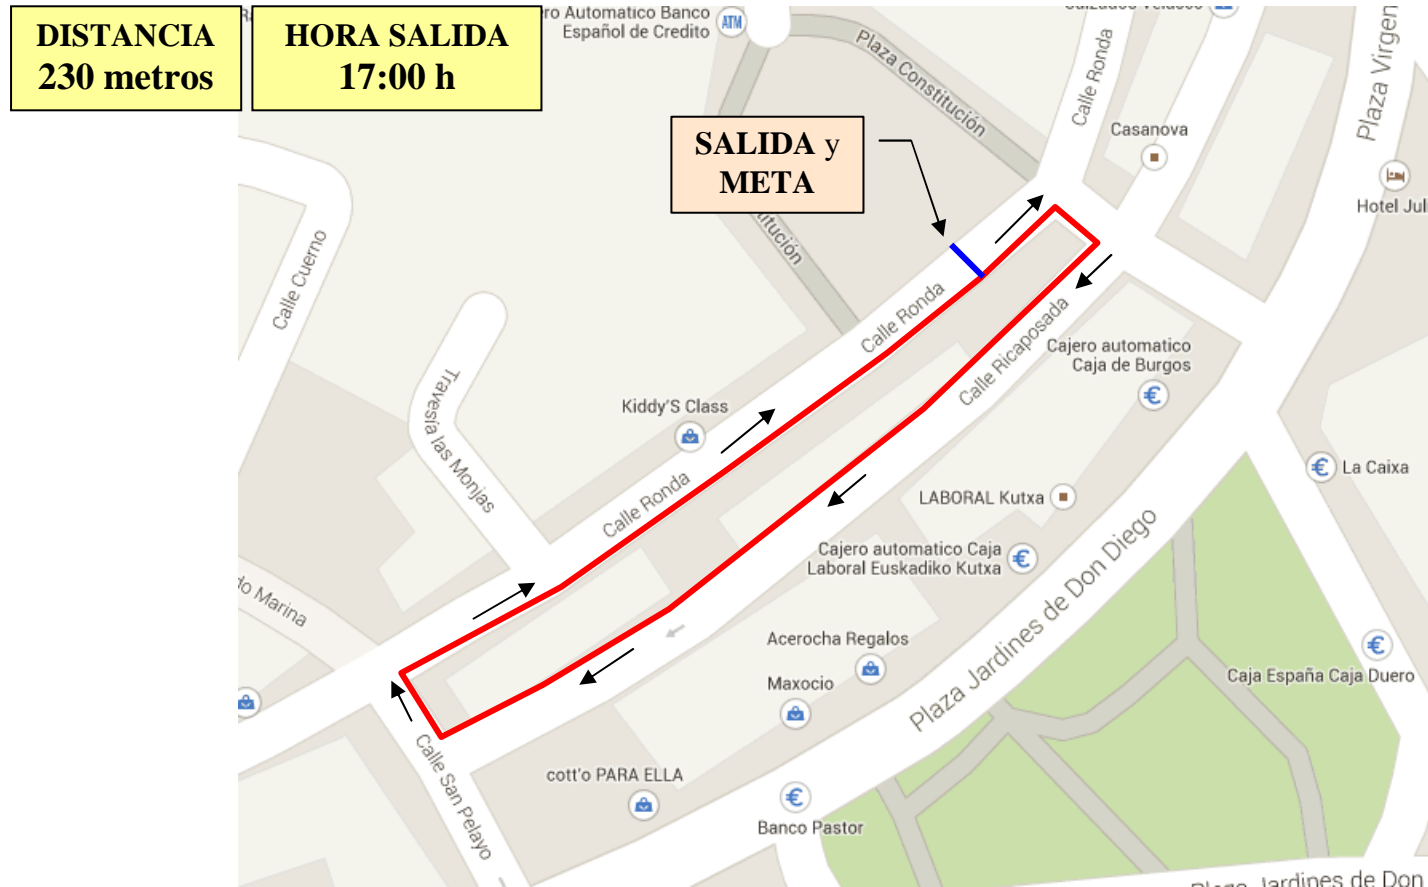 DISTANCIA
230 metros
HORA SALIDA
17:00 h
ero Automatico Banco
Español de Credito
ATM
Plaza Constitución
Calle Ronda
Plaza Virgen
Casanova
Hotel Jul
SALIDA y
META
titución
Calle Cuerno
Calle Ronda
Calle Ricaposada
Cajero automatico
Caja de Burgos
Travesía las Monjas
Kiddy'S Class
La Caixa
Calle Ronda
LABORAL Kutxa
Cajero automatico Caja
Laboral Euskadiko Kutxa
do Marina
Plaza Jardines de Don Diego
Acerocha Regalos
Maxocio
Caja España Caja Duero
Calle San Pelayo
cott'o PARA ELLA
Banco Pastor
Plaza Jardines de Don